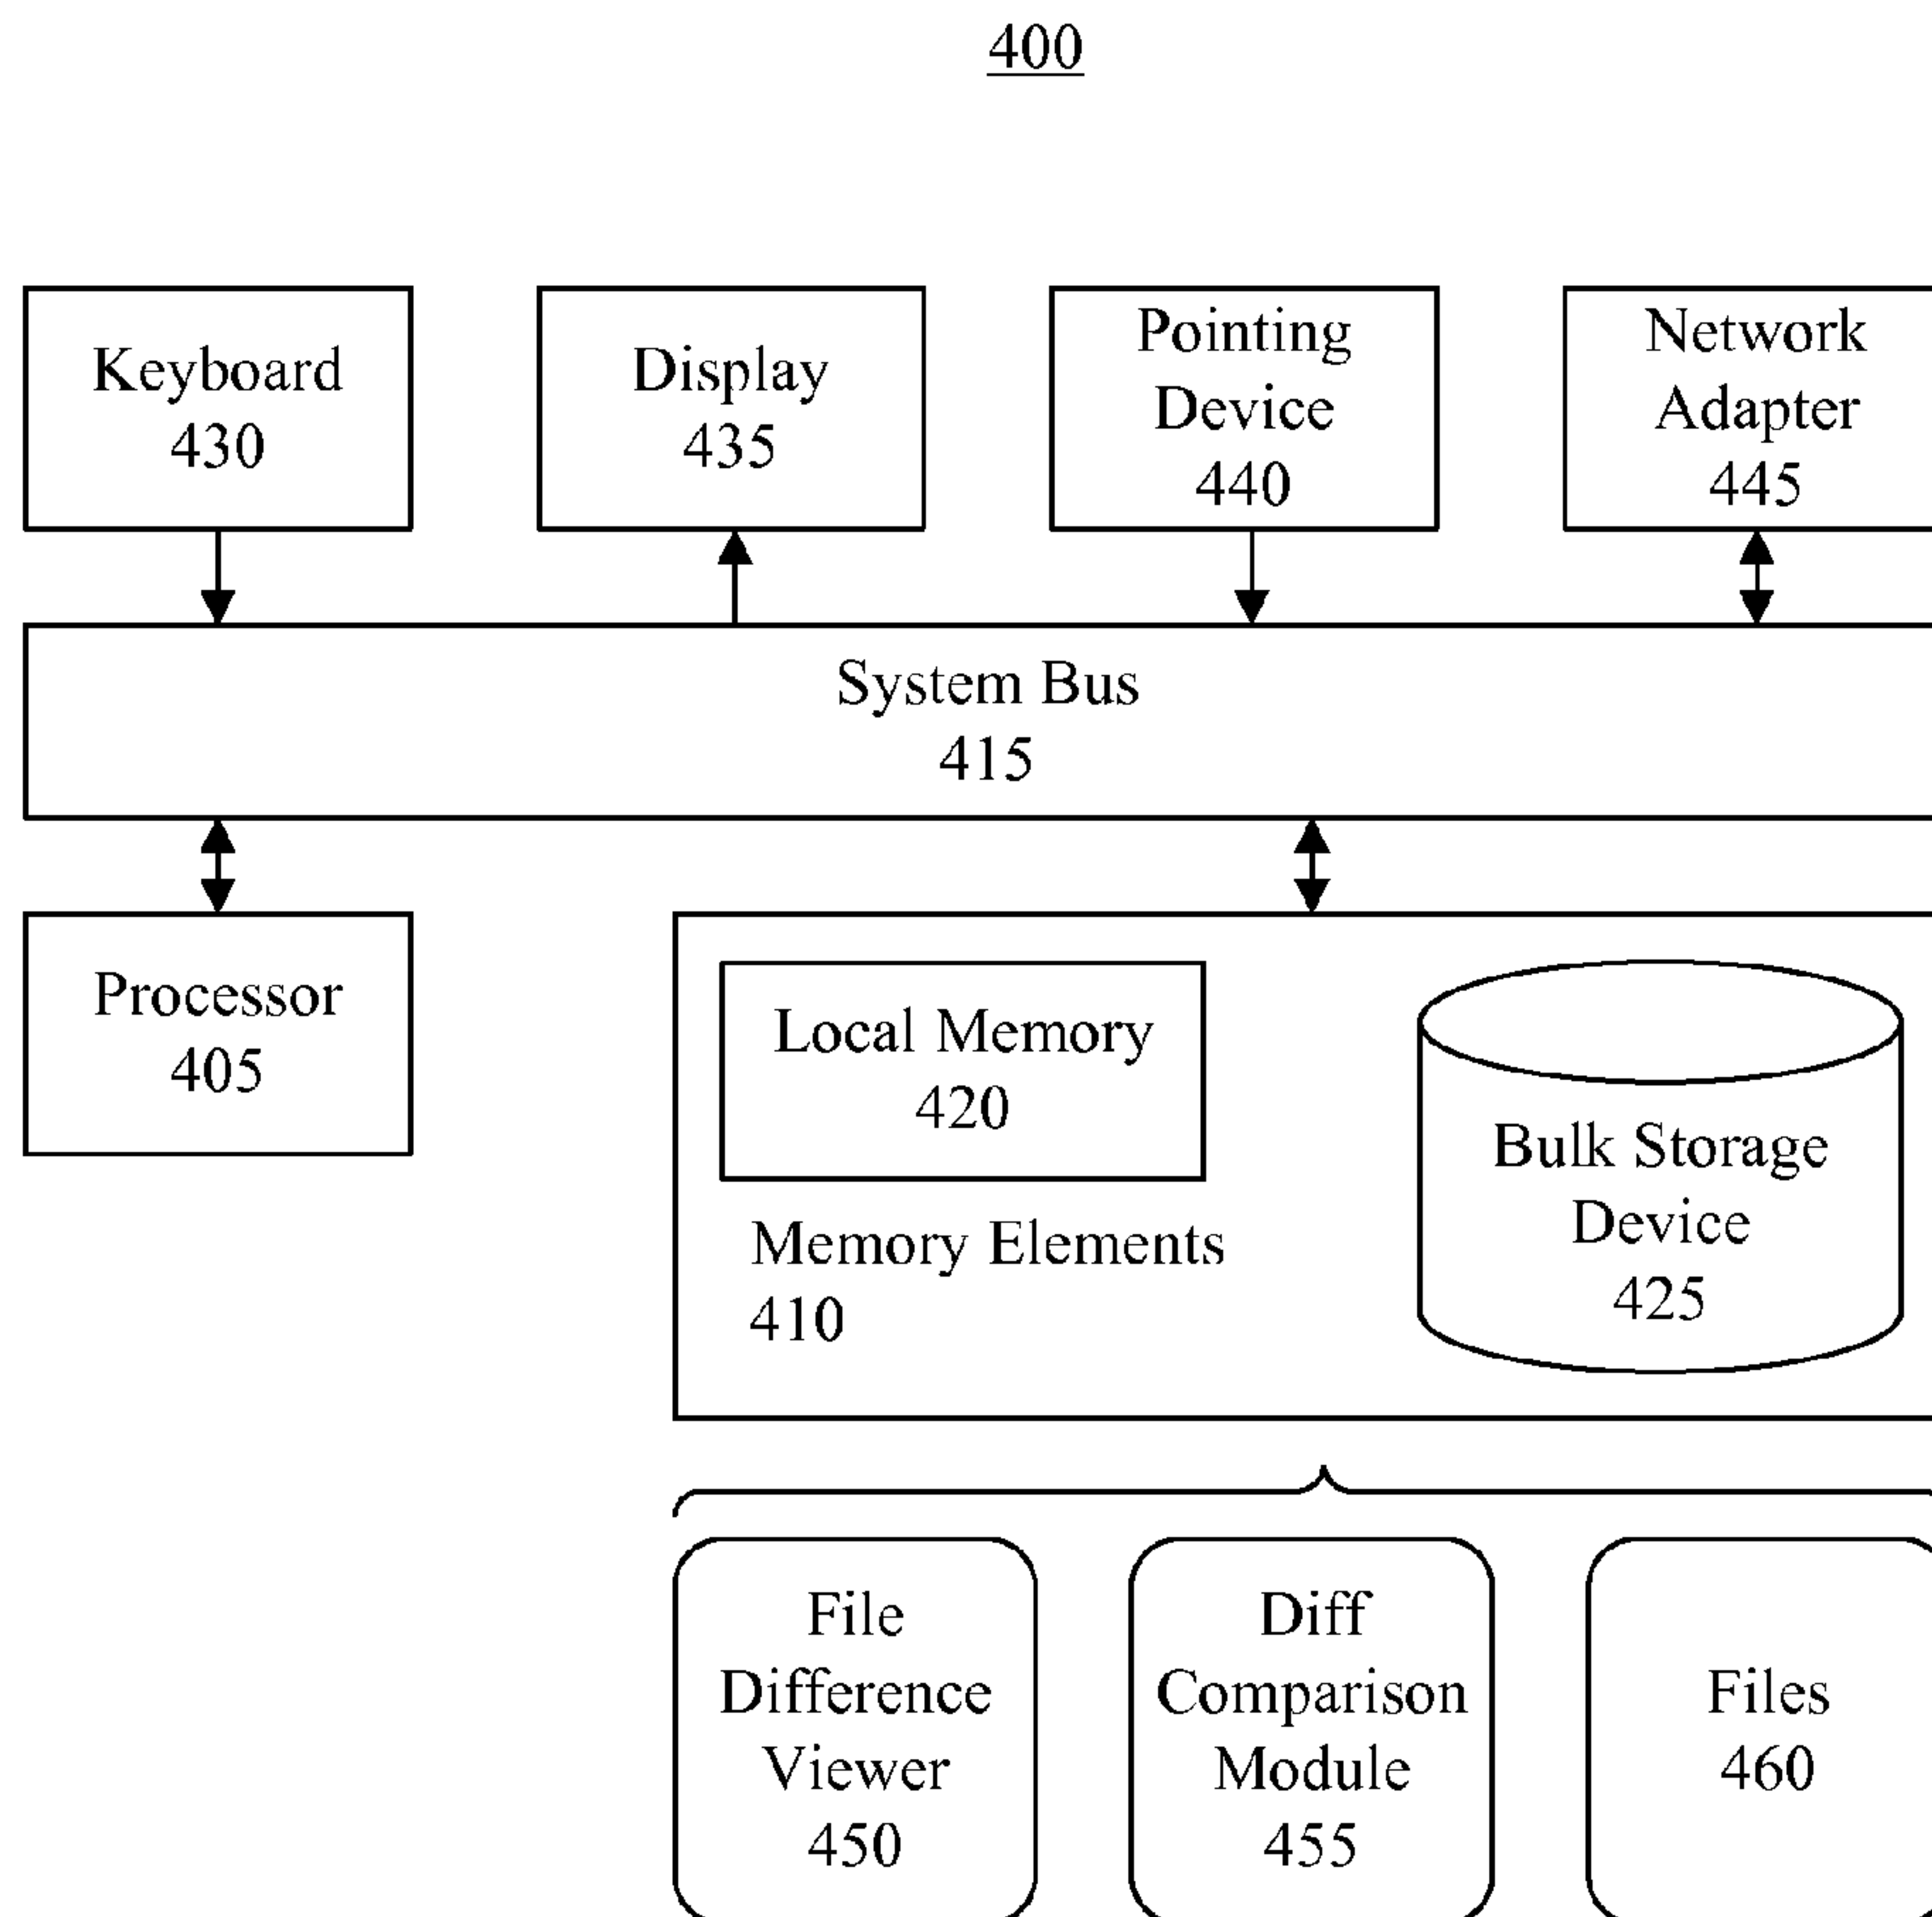 400
Keyboard
430
Display
435
Pointing
Device
440
Network
Adapter
445
System Bus
415
Processor
405
Local Memory
420
Memory Elements
410
Bulk Storage
Device
425
File
Difference
Viewer
450
Diff
Comparison
Module
455
Files
460